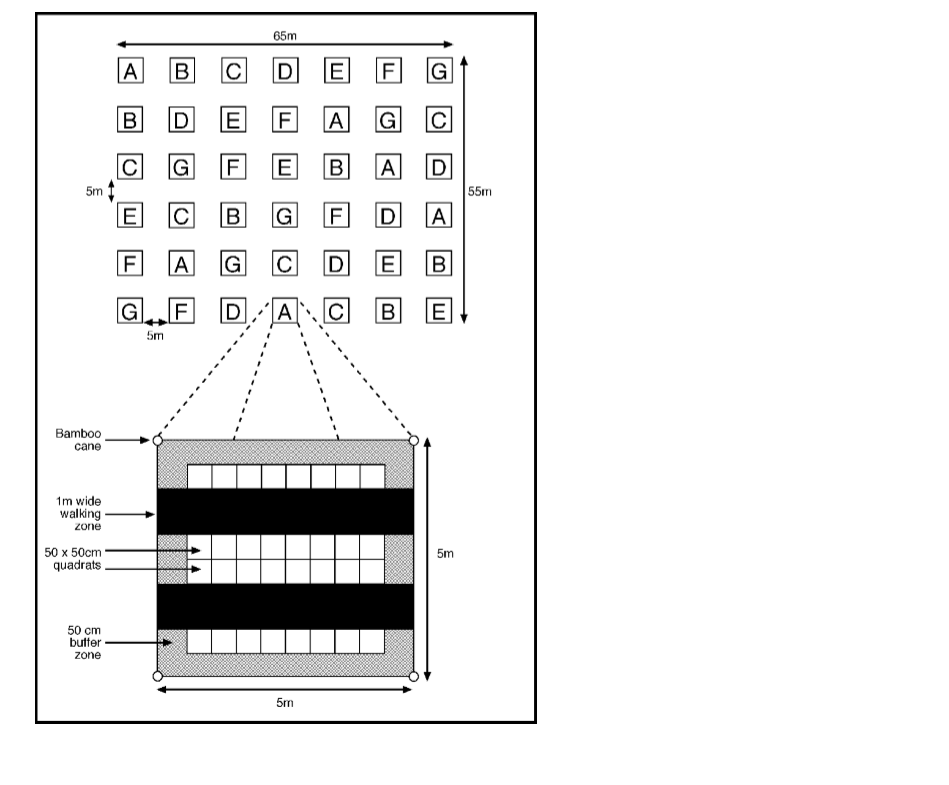 65m
A B C D E F G
B D E F A G C
C G F E B A D
5m
55m
E C B G F D A
F A G C D E B
G F D A C B E
5m
Bamboo
cane
1m wide
walking
zone
50 x 50cm
quadrats
5m
50 cm
buffer
zone
5m